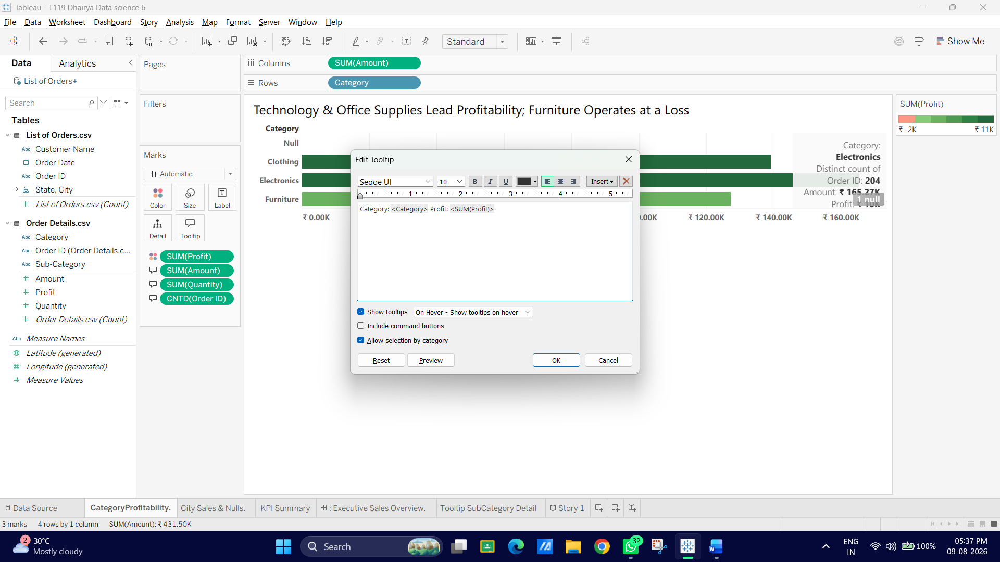 Tableau - T119 Dhairya Data science 6
File Data Worksheet Dashboard Story Analysis Map Format Server Window Help
Standard
Show Me
Data Analytics
Pages
Columns SUM(Amount)
List of Orders+
Rows Category
Search
Filters
Technology & Office Supplies Lead Profitability; Furniture Operates at a Loss
SUM(Profit)
₹ -2K ₹ 11K
Tables
List of Orders.csv
Abc Customer Name
Order Date
Abc Order ID
State, City
List of Orders.csv (Count)
Order Details.csv
Abc Category
Abc Order ID (Order Details.c...
Abc Sub-Category
Amount
Profit
Quantity
Order Details.csv (Count)
Abc Measure Names
Latitude (generated)
Longitude (generated)
Measure Values
Marks
Automatic
Color Size Label
Detail Tooltip
SUM(Profit)
SUM(Amount)
SUM(Quantity)
CNTD(Order ID)
Category
Null
Clothing
Electronics
Furniture
₹ 0.00K
0.00K ₹ 120.00K ₹ 140.00K ₹ 160.00K
Category:
Electronics
Distinct count of
Order ID: 204
Amount: ₹ 165.27K
Profit: ₹ 10K
1 null
Edit Tooltip
Segoe UI 10 B I U Insert
1 2 3 4 5
Category: <Category> Profit: <SUM(Profit)>
Show tooltips On Hover - Show tooltips on hover
Include command buttons
Allow selection by category
Reset Preview OK Cancel
Data Source CategoryProfitability. City Sales & Nulls. KPI Summary : Executive Sales Overview. Tooltip SubCategory Detail Story 1
3 marks 4 rows by 1 column SUM(Amount): ₹ 431.50K
2
30°C
Mostly cloudy
Search
32
ENG
IN
100%
05:37 PM
09-08-2026